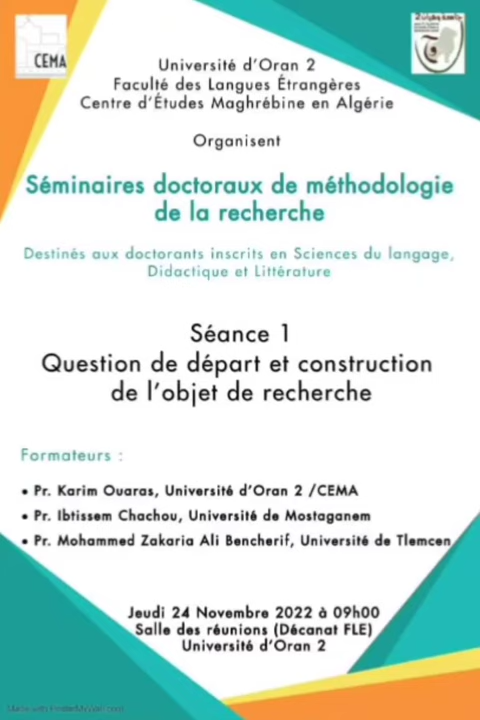 CEMA
Université d'Oran 2
Faculté des Langues Étrangères
Centre d'Études Maghrébine en Algérie
Organisent
Séminaires doctoraux de méthodologie
de la recherche
Destinés aux doctorants inscrits en Sciences du langage,
Didactique et Littérature
Séance 1
Question de départ et construction
de l'objet de recherche
Formateurs :
• Pr. Karim Ouaras, Université d'Oran 2 /CEMA
• Pr. Ibtissem Chachou, Université de Mostaganem
• Pr. Mohammed Zakaria Ali Bencherif, Université de Tlemcen
Jeudi 24 Novembre 2022 à 09h00
Salle des réunions (Décanat FLE)
Université d'Oran 2
Made with PosterMyWall.com